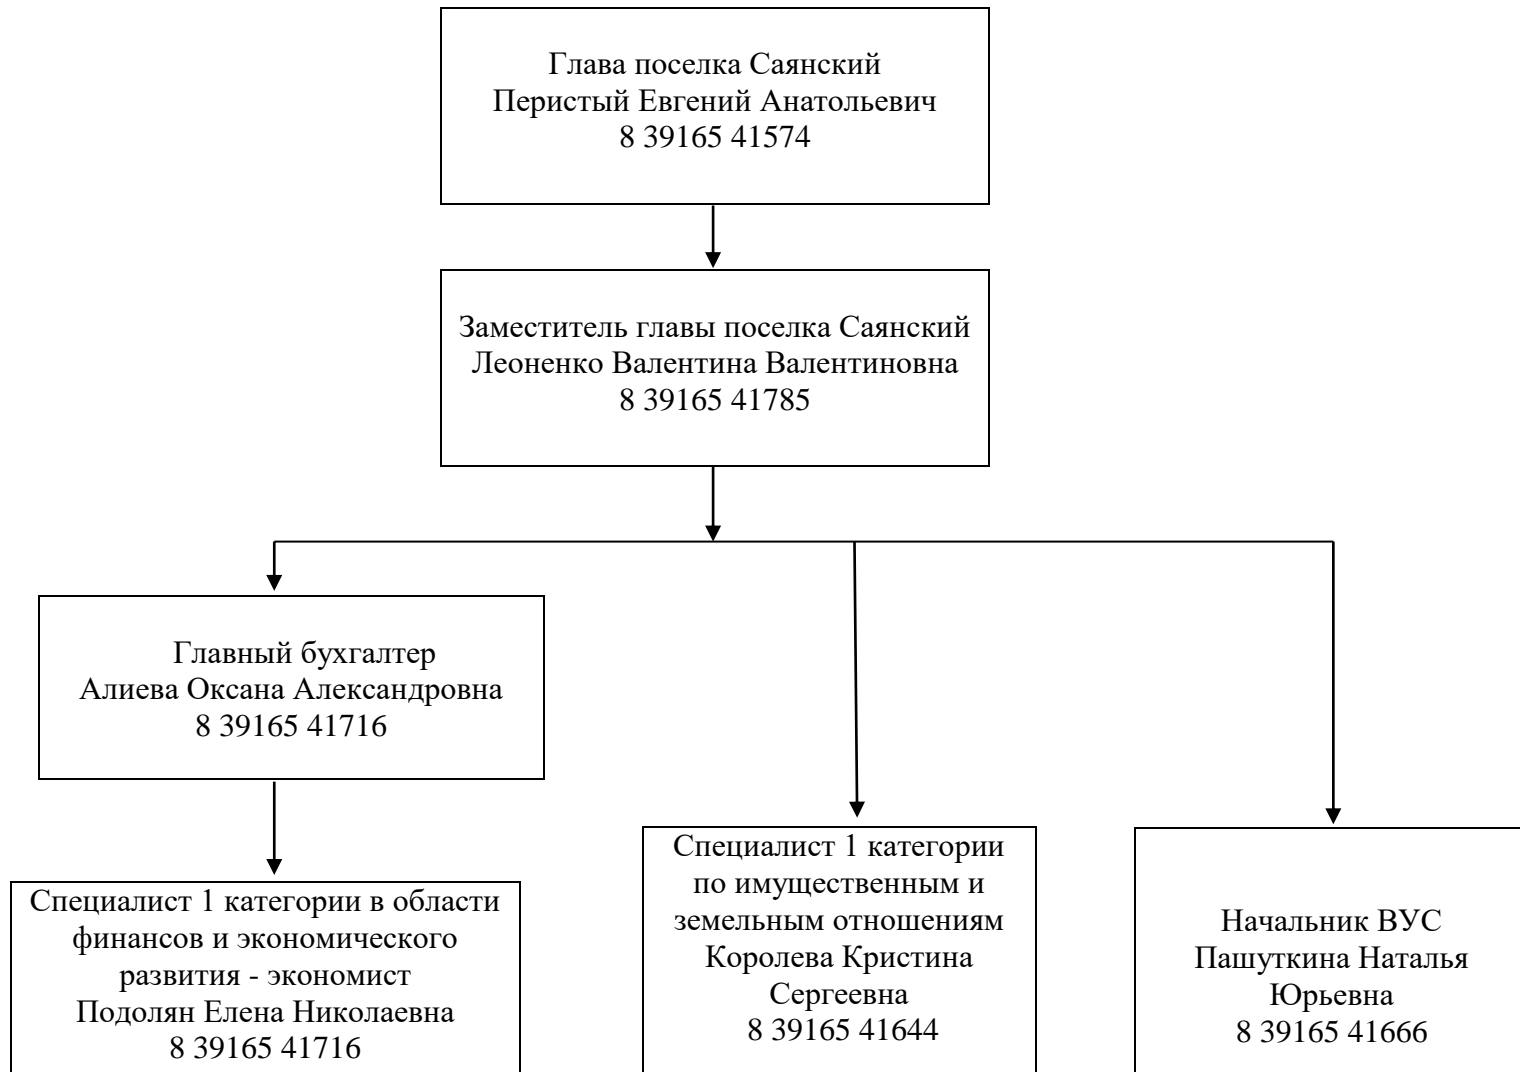 Глава поселка Саянский
Перистый Евгений Анатольевич
8 39165 41574
Заместитель главы поселка Саянский
Леоненко Валентина Валентиновна
8 39165 41785
Главный бухгалтер
Алиева Оксана Александровна
8 39165 41716
Специалист 1 категории в области
финансов и экономического
развития - экономист
Подолян Елена Николаевна
8 39165 41716
Специалист 1 категории
по имущественным и
земельным отношениям
Королева Кристина
Сергеевна
8 39165 41644
Начальник ВУС
Пашуткина Наталья
Юрьевна
8 39165 41666